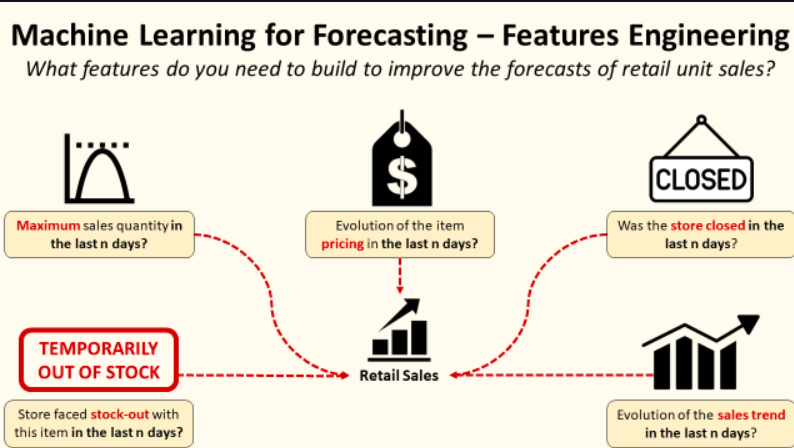 Machine Learning for Forecasting – Features Engineering
What features do you need to build to improve the forecasts of retail unit sales?
$
CLOSED
Maximum sales quantity in
the last n days?
Evolution of the item
pricing in the last n days?
Was the store closed in the
last n days?
TEMPORARILY
OUT OF STOCK
Retail Sales
Store faced stock-out with
this item in the last n days?
Evolution of the sales trend
in the last n days?